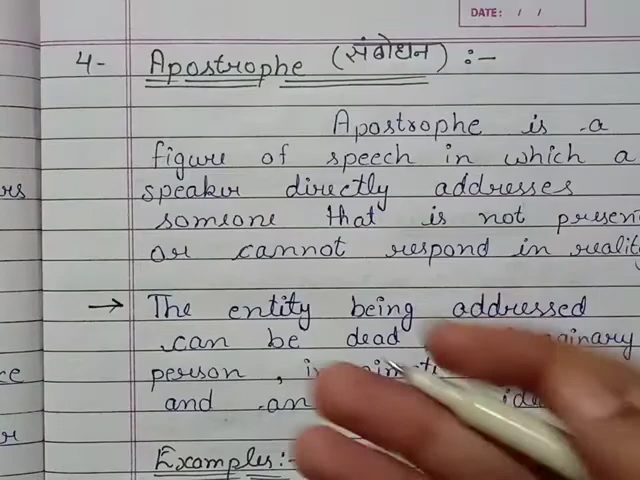 DATE: / /
4- Apostrophe (संबोधन) :-
Apostrophe is a
figure of speech in which a
speaker directly addresses
someone that is not present
or cannot respond in reality
→ The entity being addressed
can be dead
person ,
and an
Examples:-